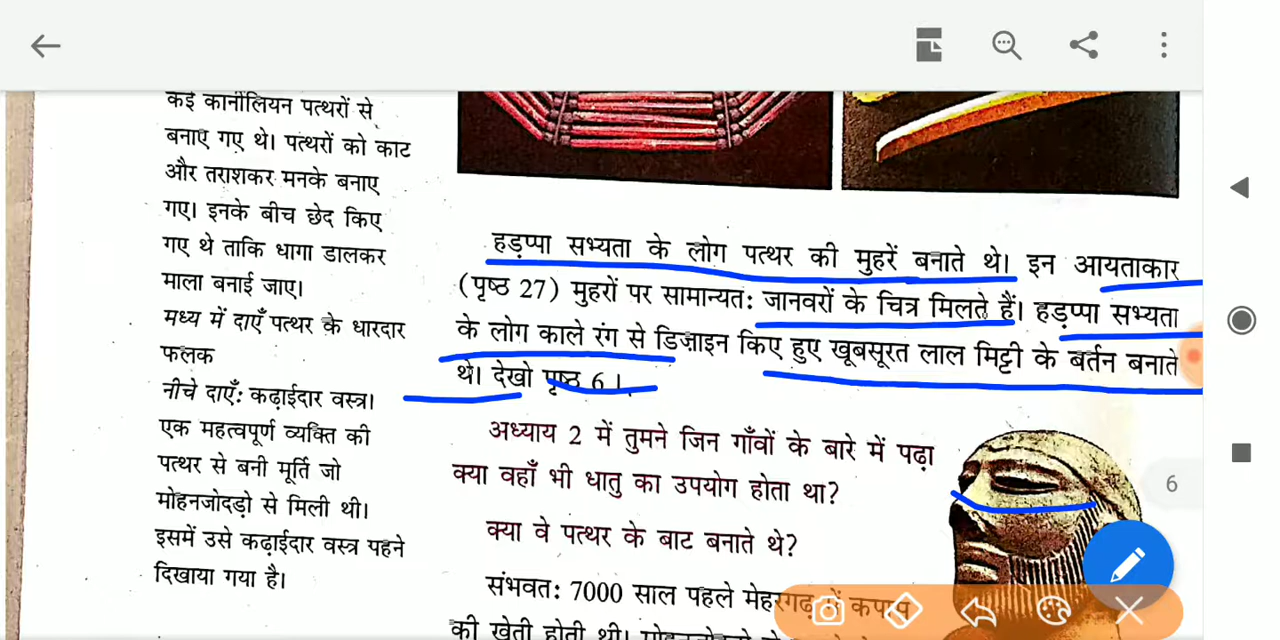 कई कार्नीलियन पत्थरों से
बनाए गए थे। पत्थरों को काट
और तराशकर मनके बनाए
गए। इनके बीच छेद किए
गए थे ताकि धागा डालकर
माला बनाई जाए।
मध्य में दाएँ पत्थर के धारदार
फलक
नीचे दाएँ: कढ़ाईदार वस्त्र।
एक महत्वपूर्ण व्यक्ति की
पत्थर से बनी मूर्ति जो
मोहनजोदड़ो से मिली थी।
इसमें उसे कढ़ाईदार वस्त्र पहने
दिखाया गया है।
हड़प्पा सभ्यता के लोग पत्थर की मुहरें बनाते थे। इन आयताकार
(पृष्ठ 27) मुहरों पर सामान्यत: जानवरों के चित्र मिलते हैं। हड़प्पा सभ्यता
के लोग काले रंग से डिज़ाइन किए हुए खूबसूरत लाल मिट्टी के बर्तन बनाते
थे। देखो पृष्ठ 6।
अध्याय 2 में तुमने जिन गाँवों के बारे में पढ़ा
क्या वहाँ भी धातु का उपयोग होता था?
क्या वे पत्थर के बाट बनाते थे?
संभवत: 7000 साल पहले मेहरगढ़ में कपास
की खेती होती थी।
6